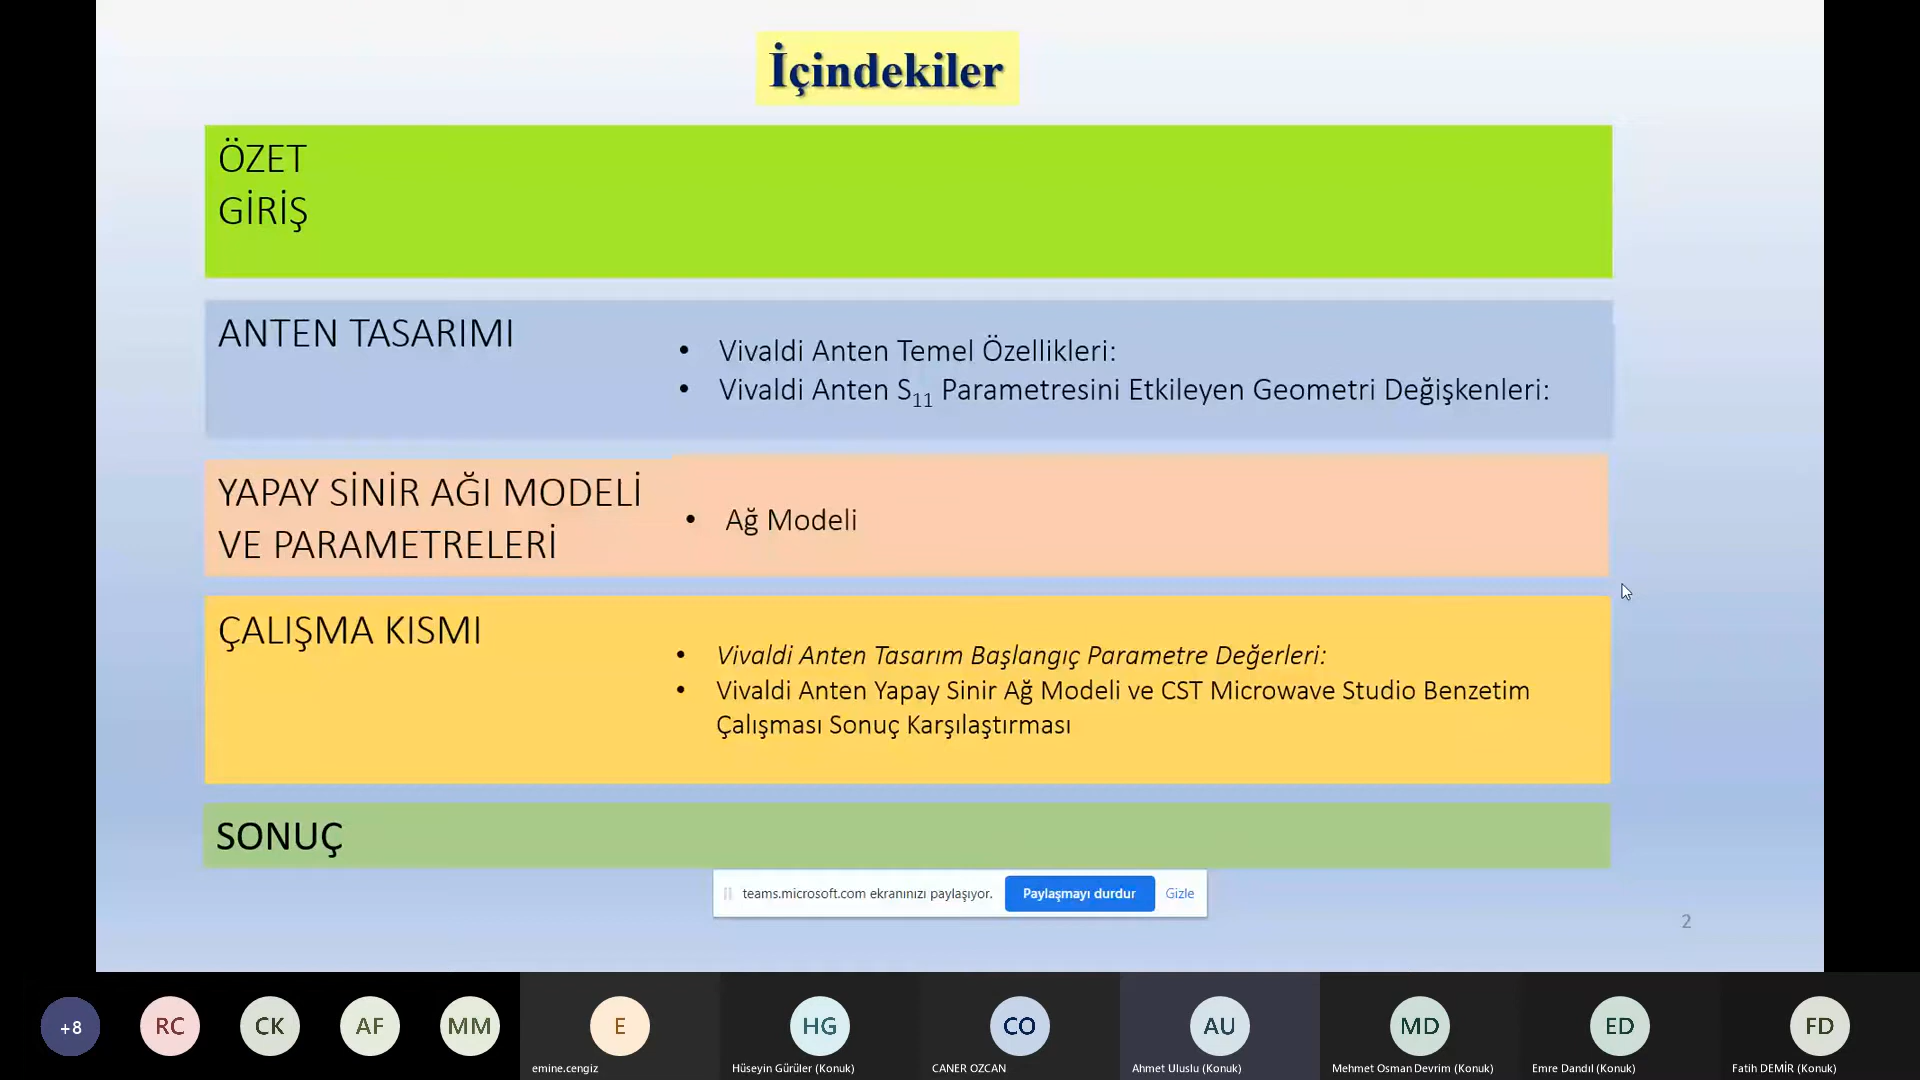 İçindekiler
ÖZET
GİRİŞ
ANTEN TASARIMI
• Vivaldi Anten Temel Özellikleri:
• Vivaldi Anten S11 Parametresini Etkileyen Geometri Değişkenleri:
YAPAY SİNİR AĞI MODELİ
VE PARAMETRELERİ
• Ağ Modeli
ÇALIŞMA KISMI
• Vivaldi Anten Tasarım Başlangıç Parametre Değerleri:
• Vivaldi Anten Yapay Sinir Ağ Modeli ve CST Microwave Studio Benzetim
Çalışması Sonuç Karşılaştırması
SONUÇ
teams.microsoft.com ekranınızı paylaşıyor. Paylaşmayı durdur Gizle
2
+8 RC CK AF MM E HG CO AU MD ED FD
emine.cengiz Hüseyin Gürüler (Konuk) CANER OZCAN Ahmet Uluslu (Konuk) Mehmet Osman Devrim (Konuk) Emre Dandıl (Konuk) Fatih DEMİR (Konuk)